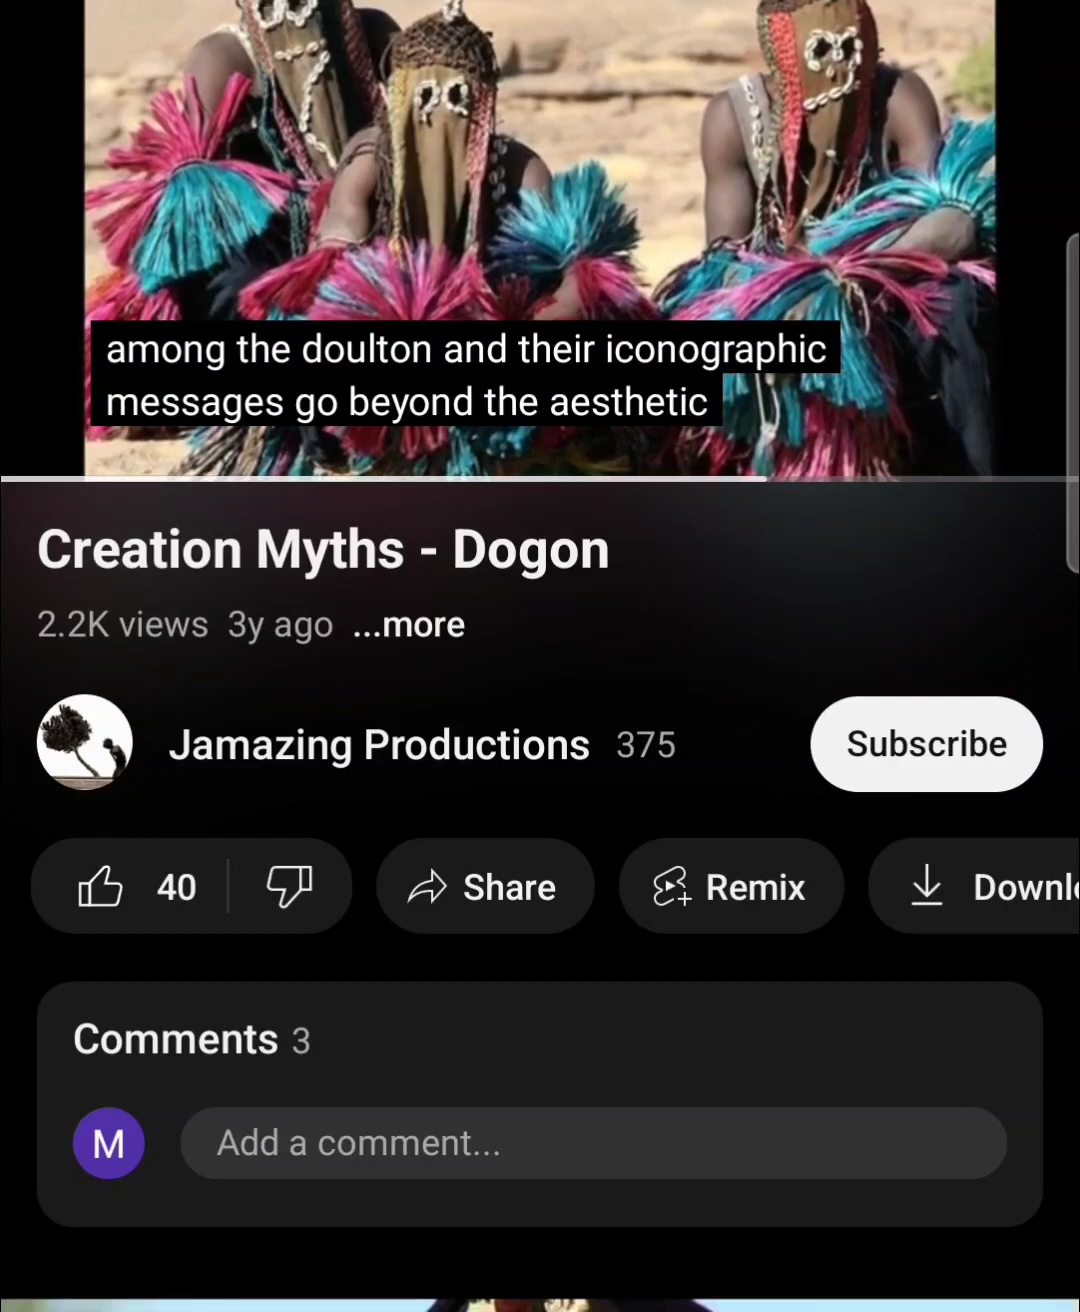 among the doulton and their iconographic
messages go beyond the aesthetic
Creation Myths - Dogon
2.2K views 3y ago ...more
Jamazing Productions 375 Subscribe
40 Share Remix Downl
Comments 3
M Add a comment...